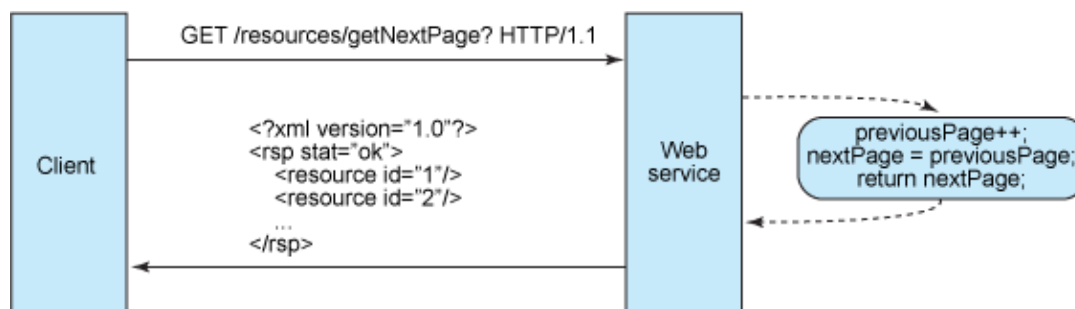 GET /resources/getNextPage? HTTP/1.1
Client
<?xml version="1.0"?>
<rsp stat="ok">
<resource id="1"/>
<resource id="2"/>
...
</rsp>
Web
service
previousPage++;
nextPage = previousPage;
return nextPage;